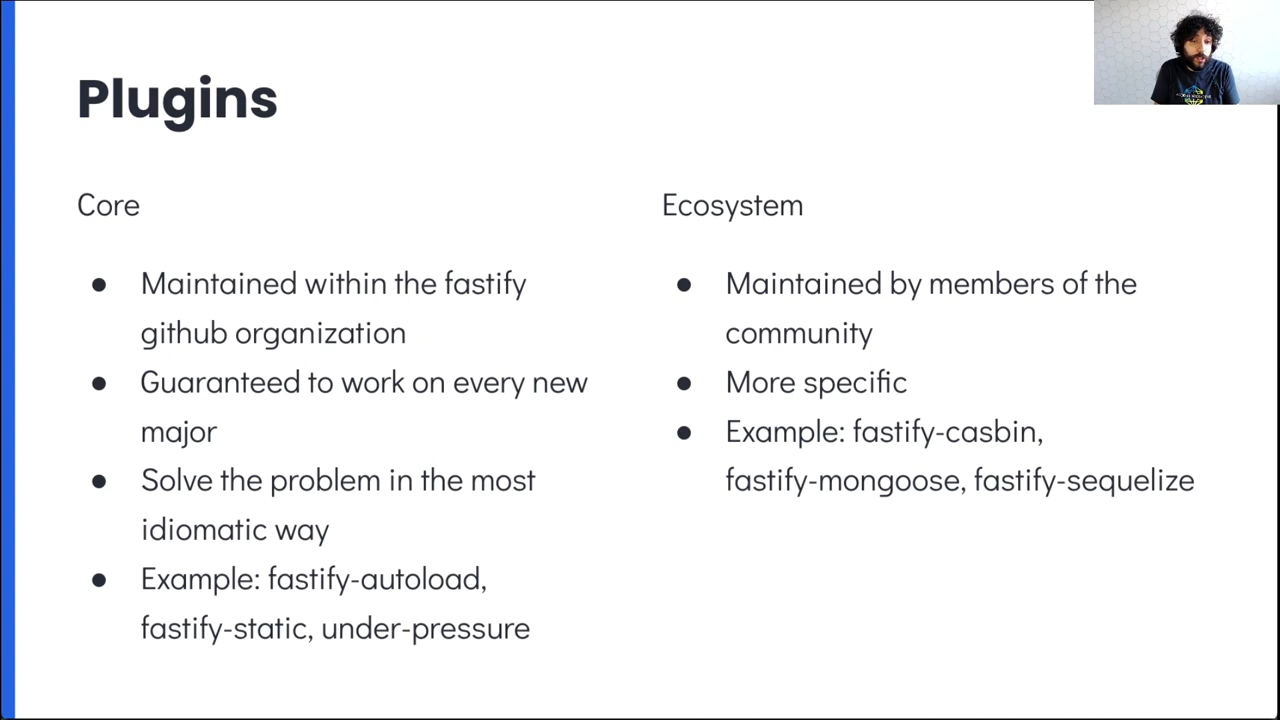 Plugins
Core
● Maintained within the fastify
github organization
● Guaranteed to work on every new
major
● Solve the problem in the most
idiomatic way
● Example: fastify-autoload,
fastify-static, under-pressure
Ecosystem
● Maintained by members of the
community
● More specific
● Example: fastify-casbin,
fastify-mongoose, fastify-sequelize